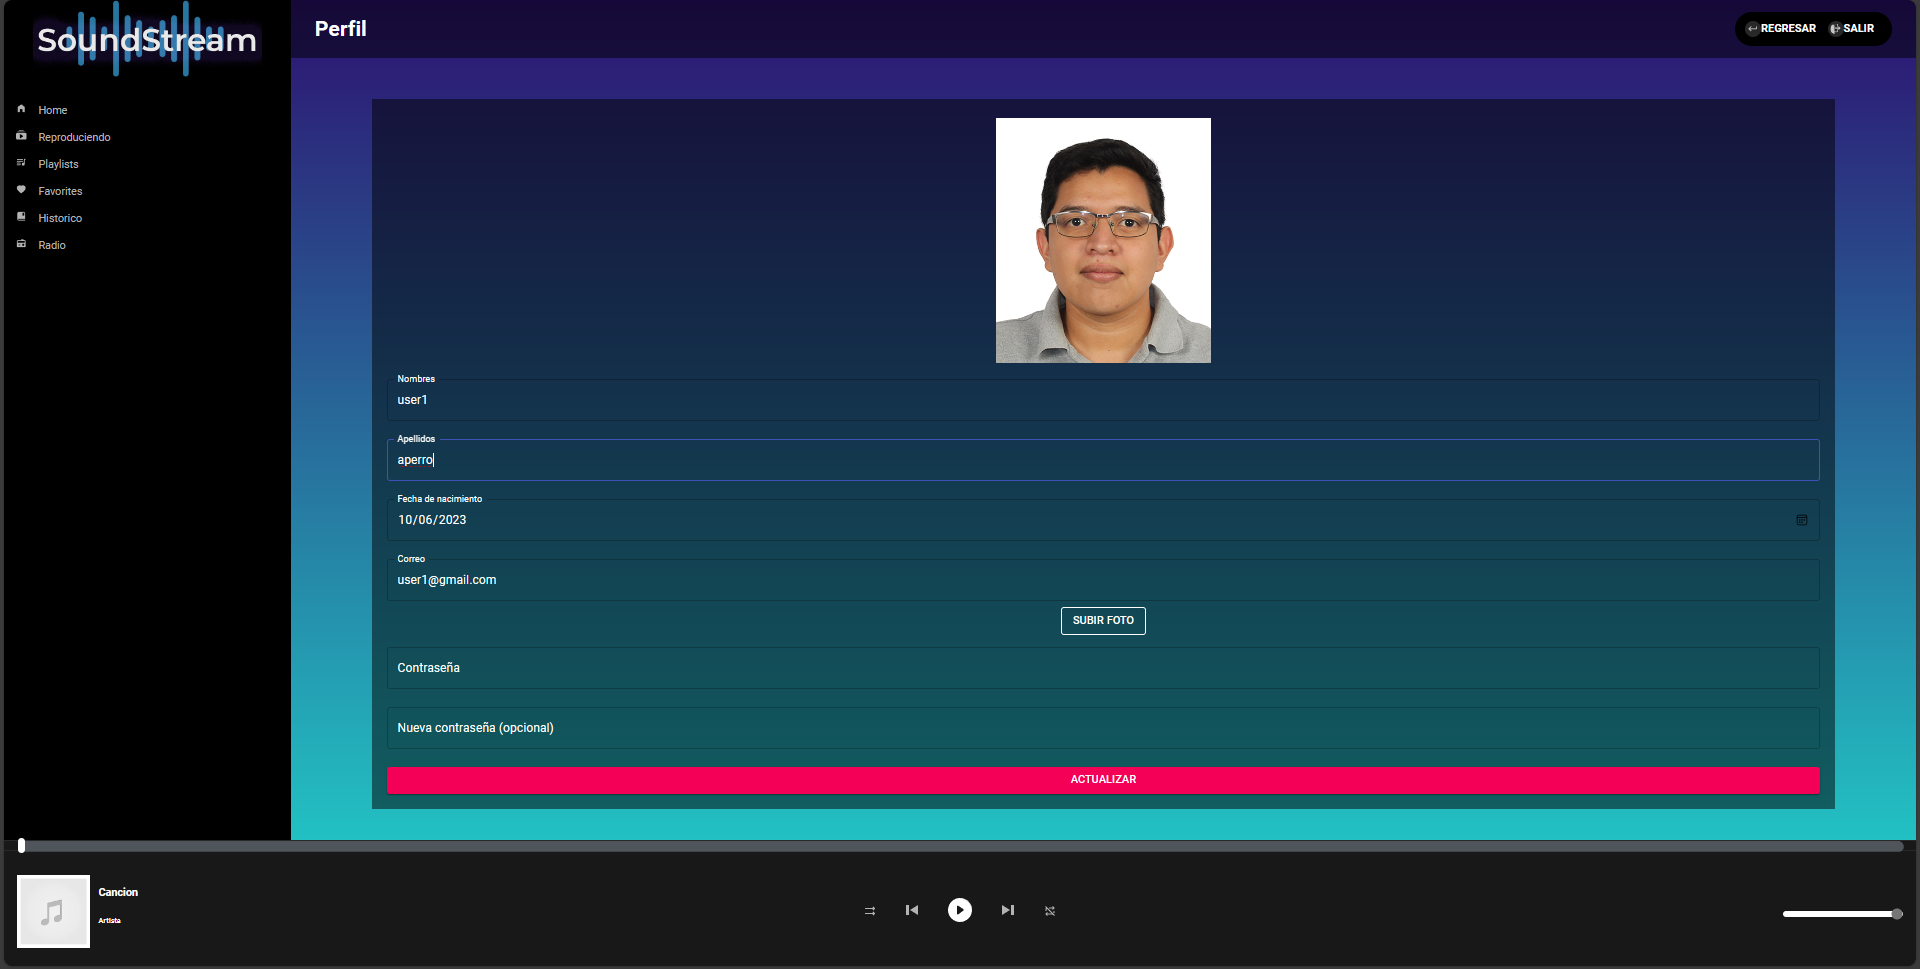 SoundStream
Perfil
REGRESAR
SALIR
Home
Reproduciendo
Playlists
Favorites
Historico
Radio
Nombres
user1
Apellidos
aperro
Fecha de nacimiento
10/06/2023
Correo
user1@gmail.com
SUBIR FOTO
Contraseña
Nueva contraseña (opcional)
ACTUALIZAR
Cancion
Artista